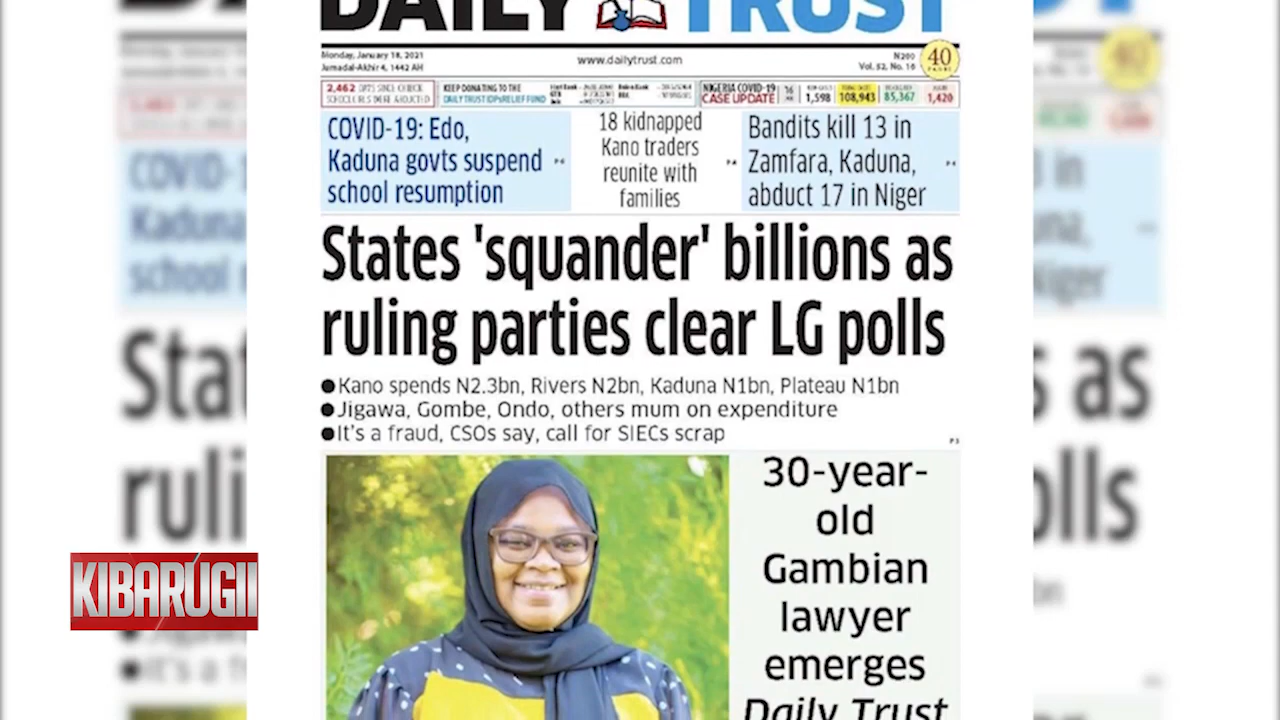 DAILY TRUST
Monday, January 18, 2021
Jumadal-Akhir 4, 1442 AH
www.dailytrust.com
N200
Vol. 52, No. 16
40
PAGES
2,462
KEEP DONATING TO THE
DAILY TRUST IDPs RELIEF FUND
NIGERIA COVID-19
CASE UPDATE
16
1,598
108,943
85,367
1,420
COVID-19: Edo,
Kaduna govts suspend
school resumption
18 kidnapped
Kano traders
reunite with
families
Bandits kill 13 in
Zamfara, Kaduna,
abduct 17 in Niger
States 'squander' billions as
ruling parties clear LG polls
●Kano spends N2.3bn, Rivers N2bn, Kaduna N1bn, Plateau N1bn
●Jigawa, Gombe, Ondo, others mum on expenditure
●It's a fraud, CSOs say, call for SIECs scrap
P3
30-year-
old
Gambian
lawyer
emerges
Daily Trust
KIBARUGII